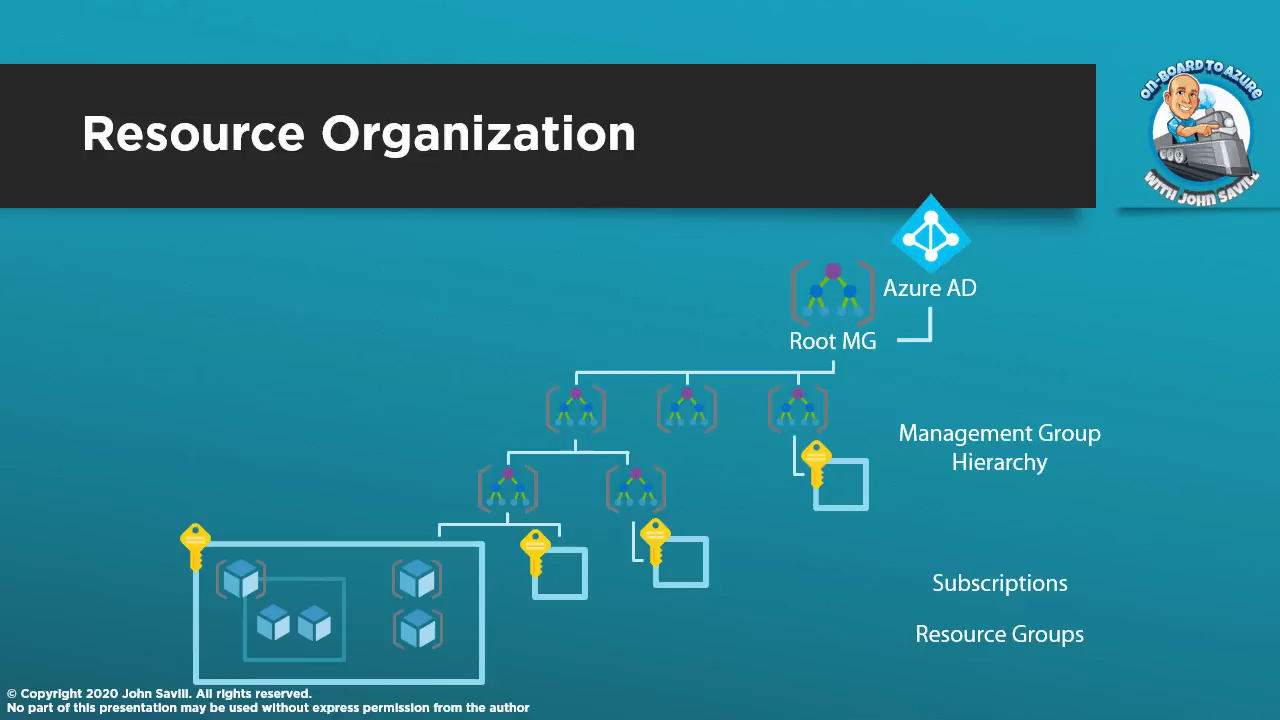 Resource Organization
ON-BOARD TO AZURE
WITH JOHN SAVILL
Azure AD
Root MG
Management Group
Hierarchy
Subscriptions
Resource Groups
© Copyright 2020 John Savill. All rights reserved.
No part of this presentation may be used without express permission from the author